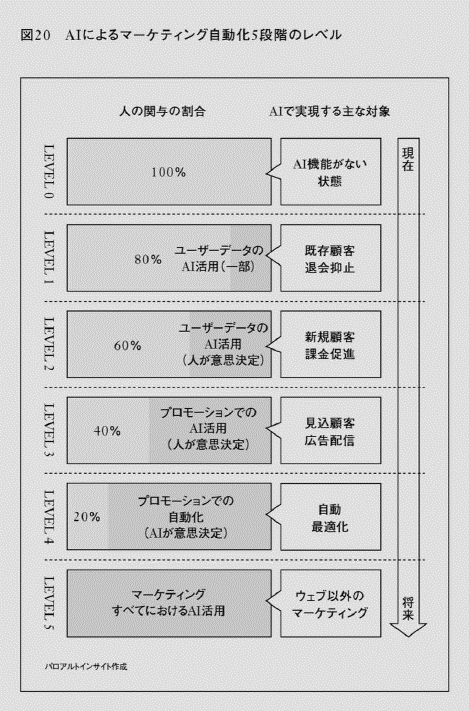 図20 AIによるマーケティング自動化5段階のレベル
人の関与の割合
AIで実現する主な対象
LEVEL 0
100%
AI機能がない
状態
現在
LEVEL 1
80%
ユーザーデータの
AI活用(一部)
既存顧客
退会抑止
LEVEL 2
60%
ユーザーデータの
AI活用
(人が意思決定)
新規顧客
課金促進
LEVEL 3
40%
プロモーションでの
AI活用
(人が意思決定)
見込顧客
広告配信
LEVEL 4
20%
プロモーションでの
自動化
(AIが意思決定)
自動
最適化
LEVEL 5
マーケティング
すべてにおけるAI活用
ウェブ以外の
マーケティング
将来
パロアルトインサイト作成